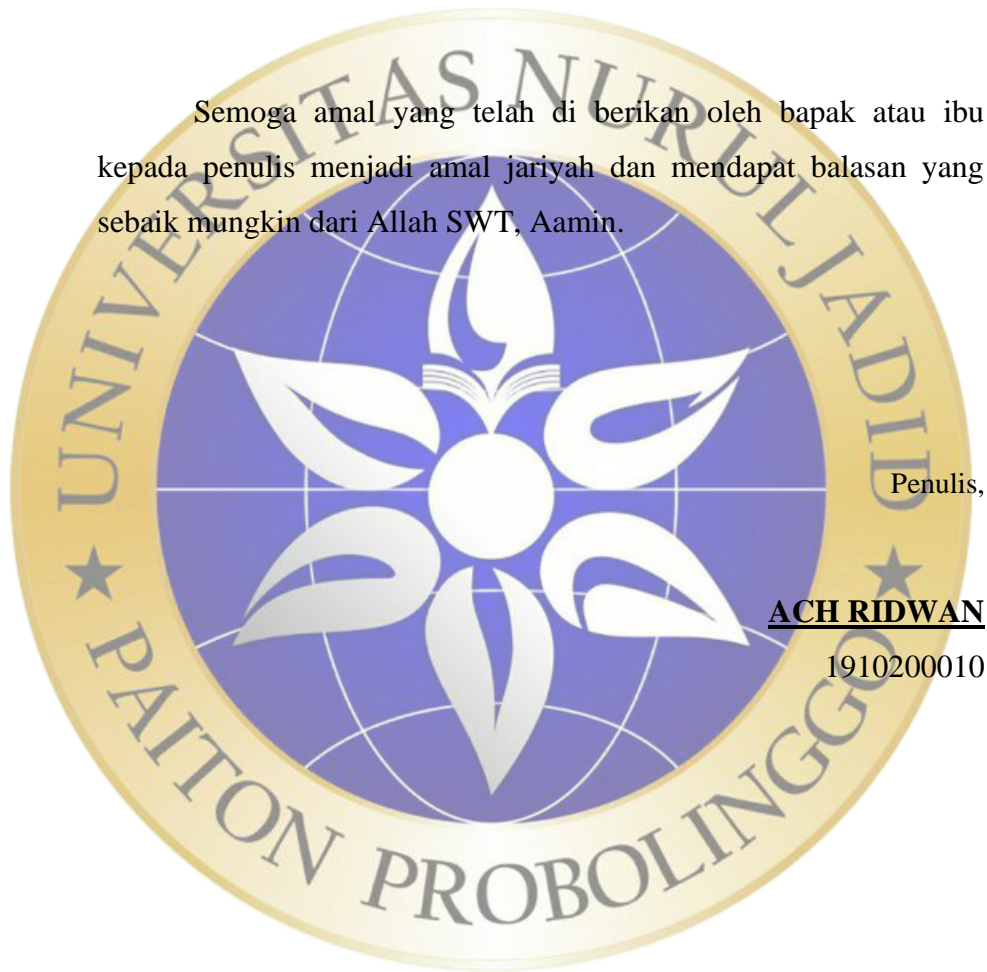 UNIVERSITAS NURUL JADID
Semoga amal yang telah di berikan oleh bapak atau ibu
kepada penulis menjadi amal jariyah dan mendapat balasan yang
sebaik mungkin dari Allah SWT, Aamin.
Penulis,
ACH RIDWAN
1910200010
PAITON PROBOLINGGO